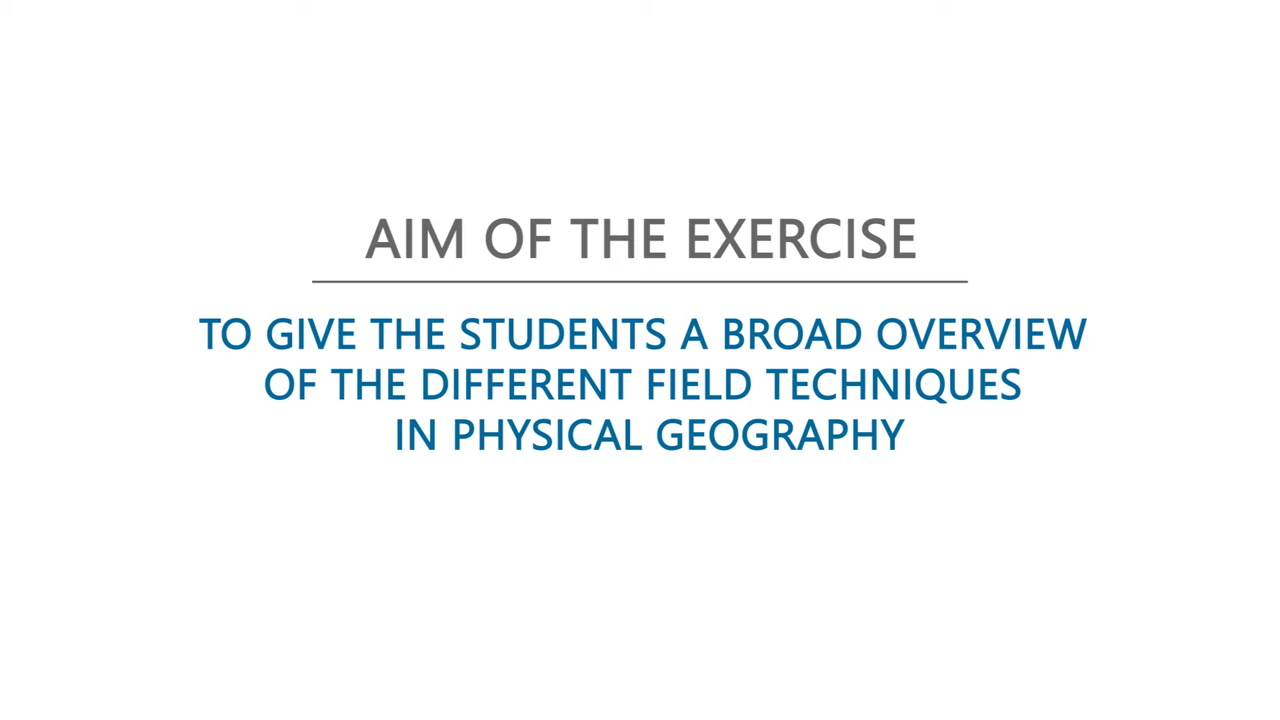 AIM OF THE EXERCISE
TO GIVE THE STUDENTS A BROAD OVERVIEW
OF THE DIFFERENT FIELD TECHNIQUES
IN PHYSICAL GEOGRAPHY